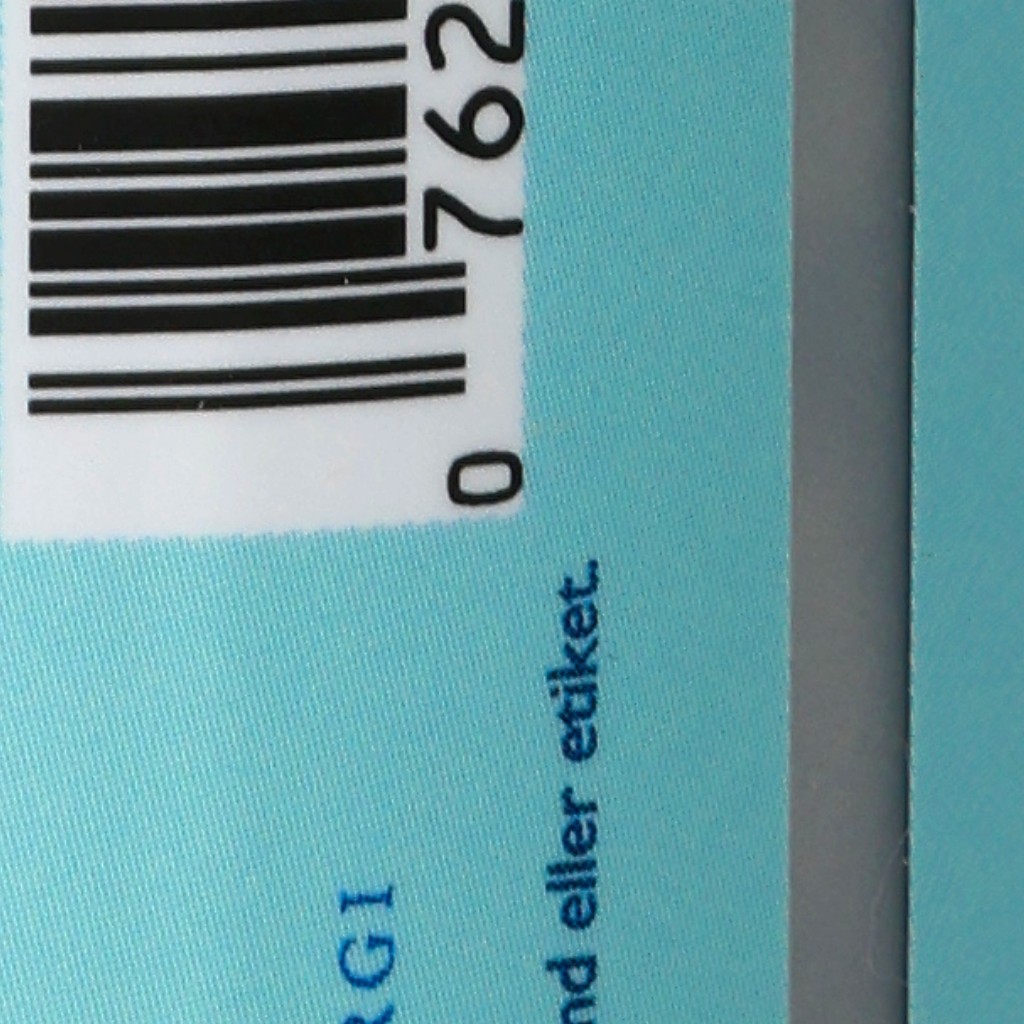 0 762
RGI
nd eller etiket.